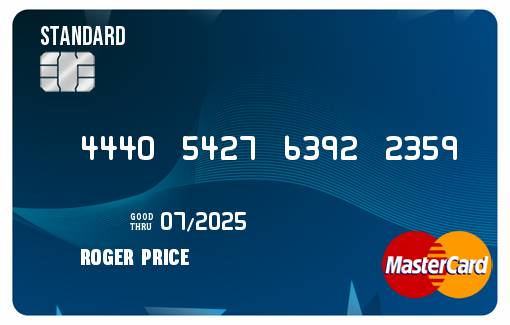 STANDARD
4440 5427 6392 2359
GOOD
THRU 07/2025
ROGER PRICE
MasterCard